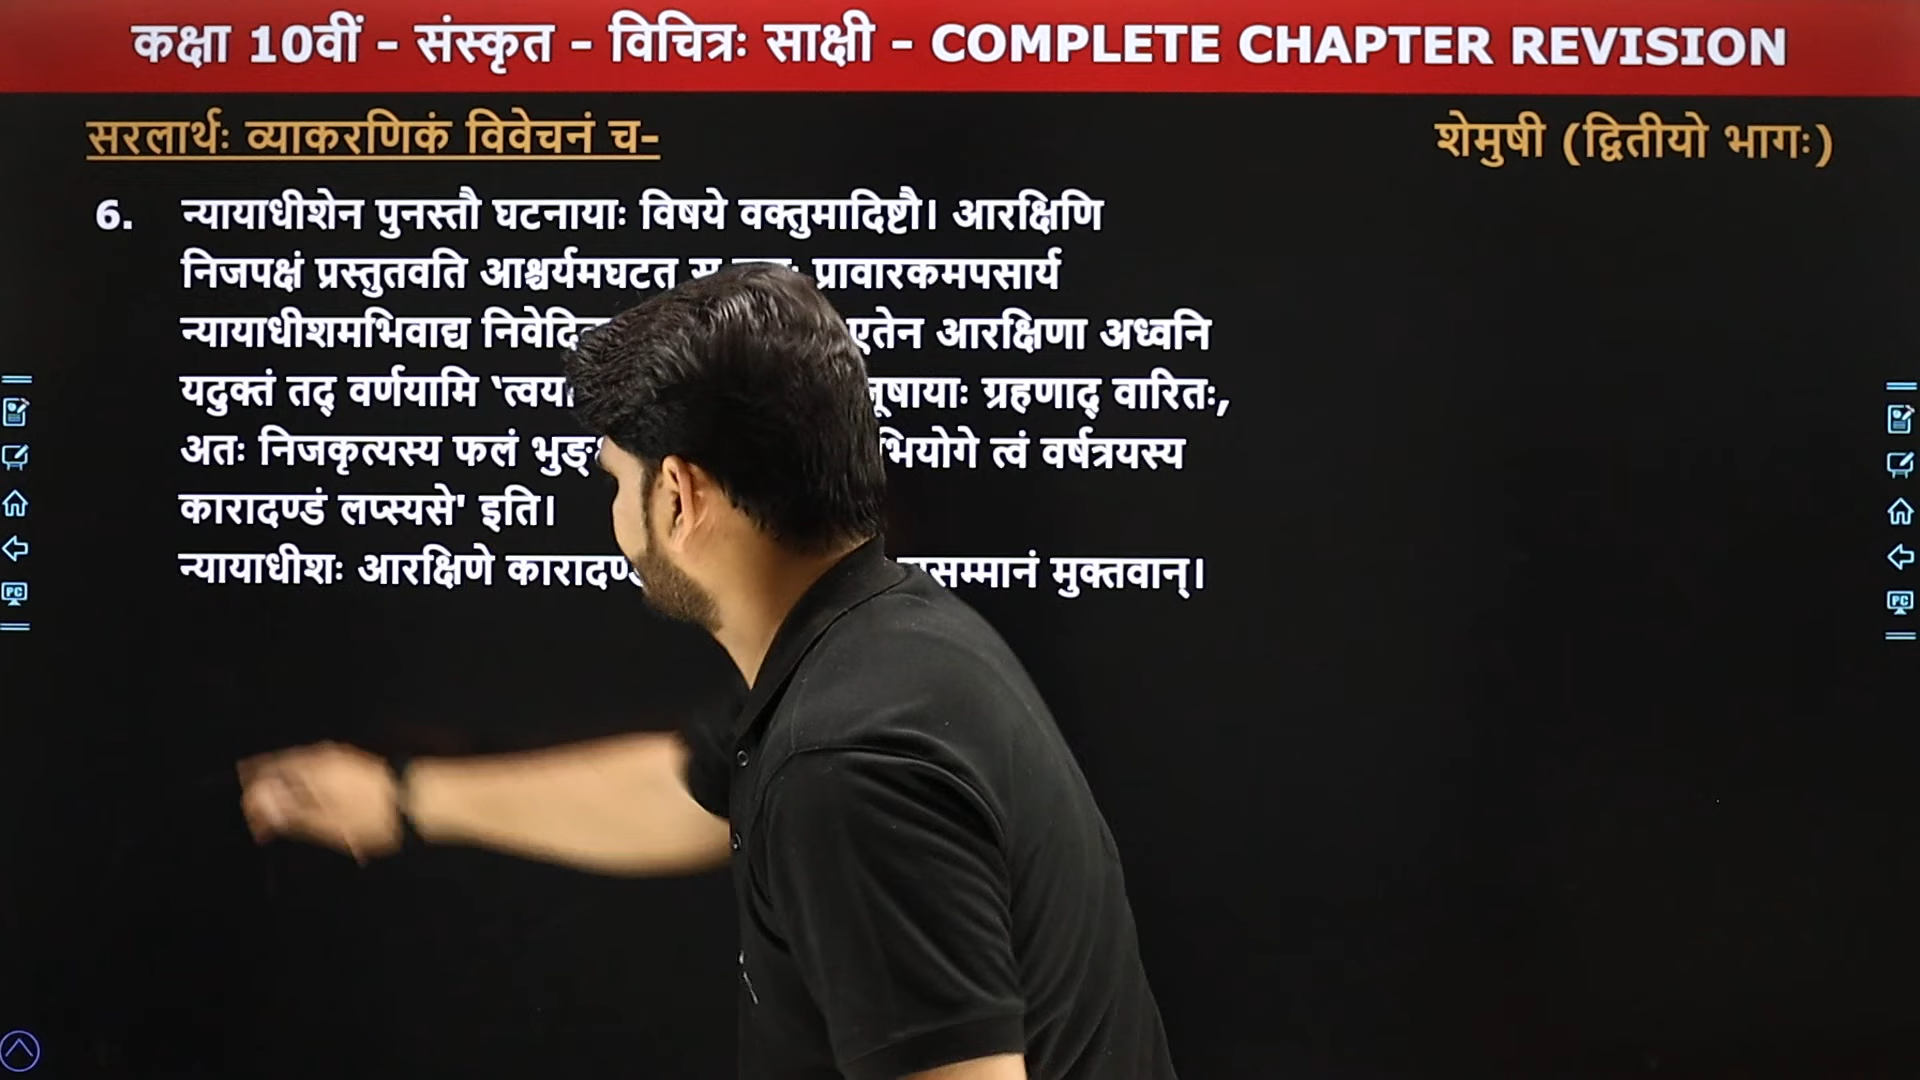 कक्षा 10वीं - संस्कृत - विचित्रः साक्षी - COMPLETE CHAPTER REVISION
सरलार्थः व्याकरणिकं विवेचनं च-
शेमुषी (द्वितीयो भागः)
6. न्यायाधीशेन पुनस्तौ घटनायाः विषये वक्तुमादिष्टौ। आरक्षिणि
निजपक्षं प्रस्तुतवति आश्चर्यमघटत प्रावारकमपसार्य
न्यायाधीशमभिवाद्य एतेन आरक्षिणा अध्वनि
यदुक्तं तद् वर्णयामि ग्रहणाद् वारितः,
अतः निजकृत्यस्य फलं त्वं वर्षत्रयस्य
कारादण्डं लप्स्यसे' इति।
न्यायाधीशः आरक्षिणे मुक्तवान्।
PC
PC